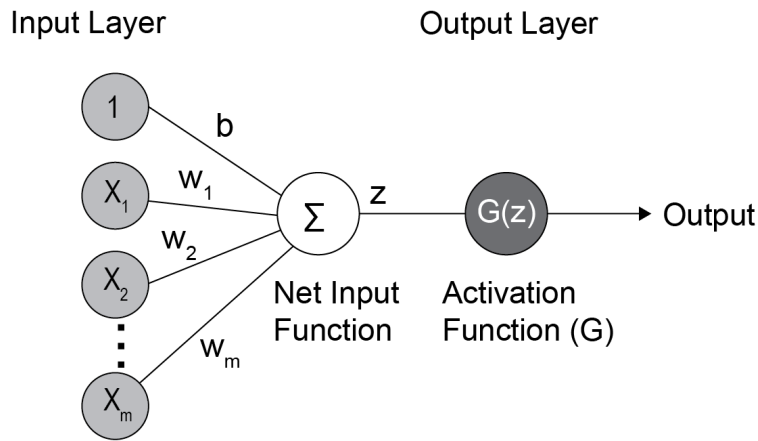 Input Layer
Output Layer
1
b
X1
w1
X2
w2
Xm
wm
Σ
z
G(z)
Output
Net Input
Function
Activation
Function (G)